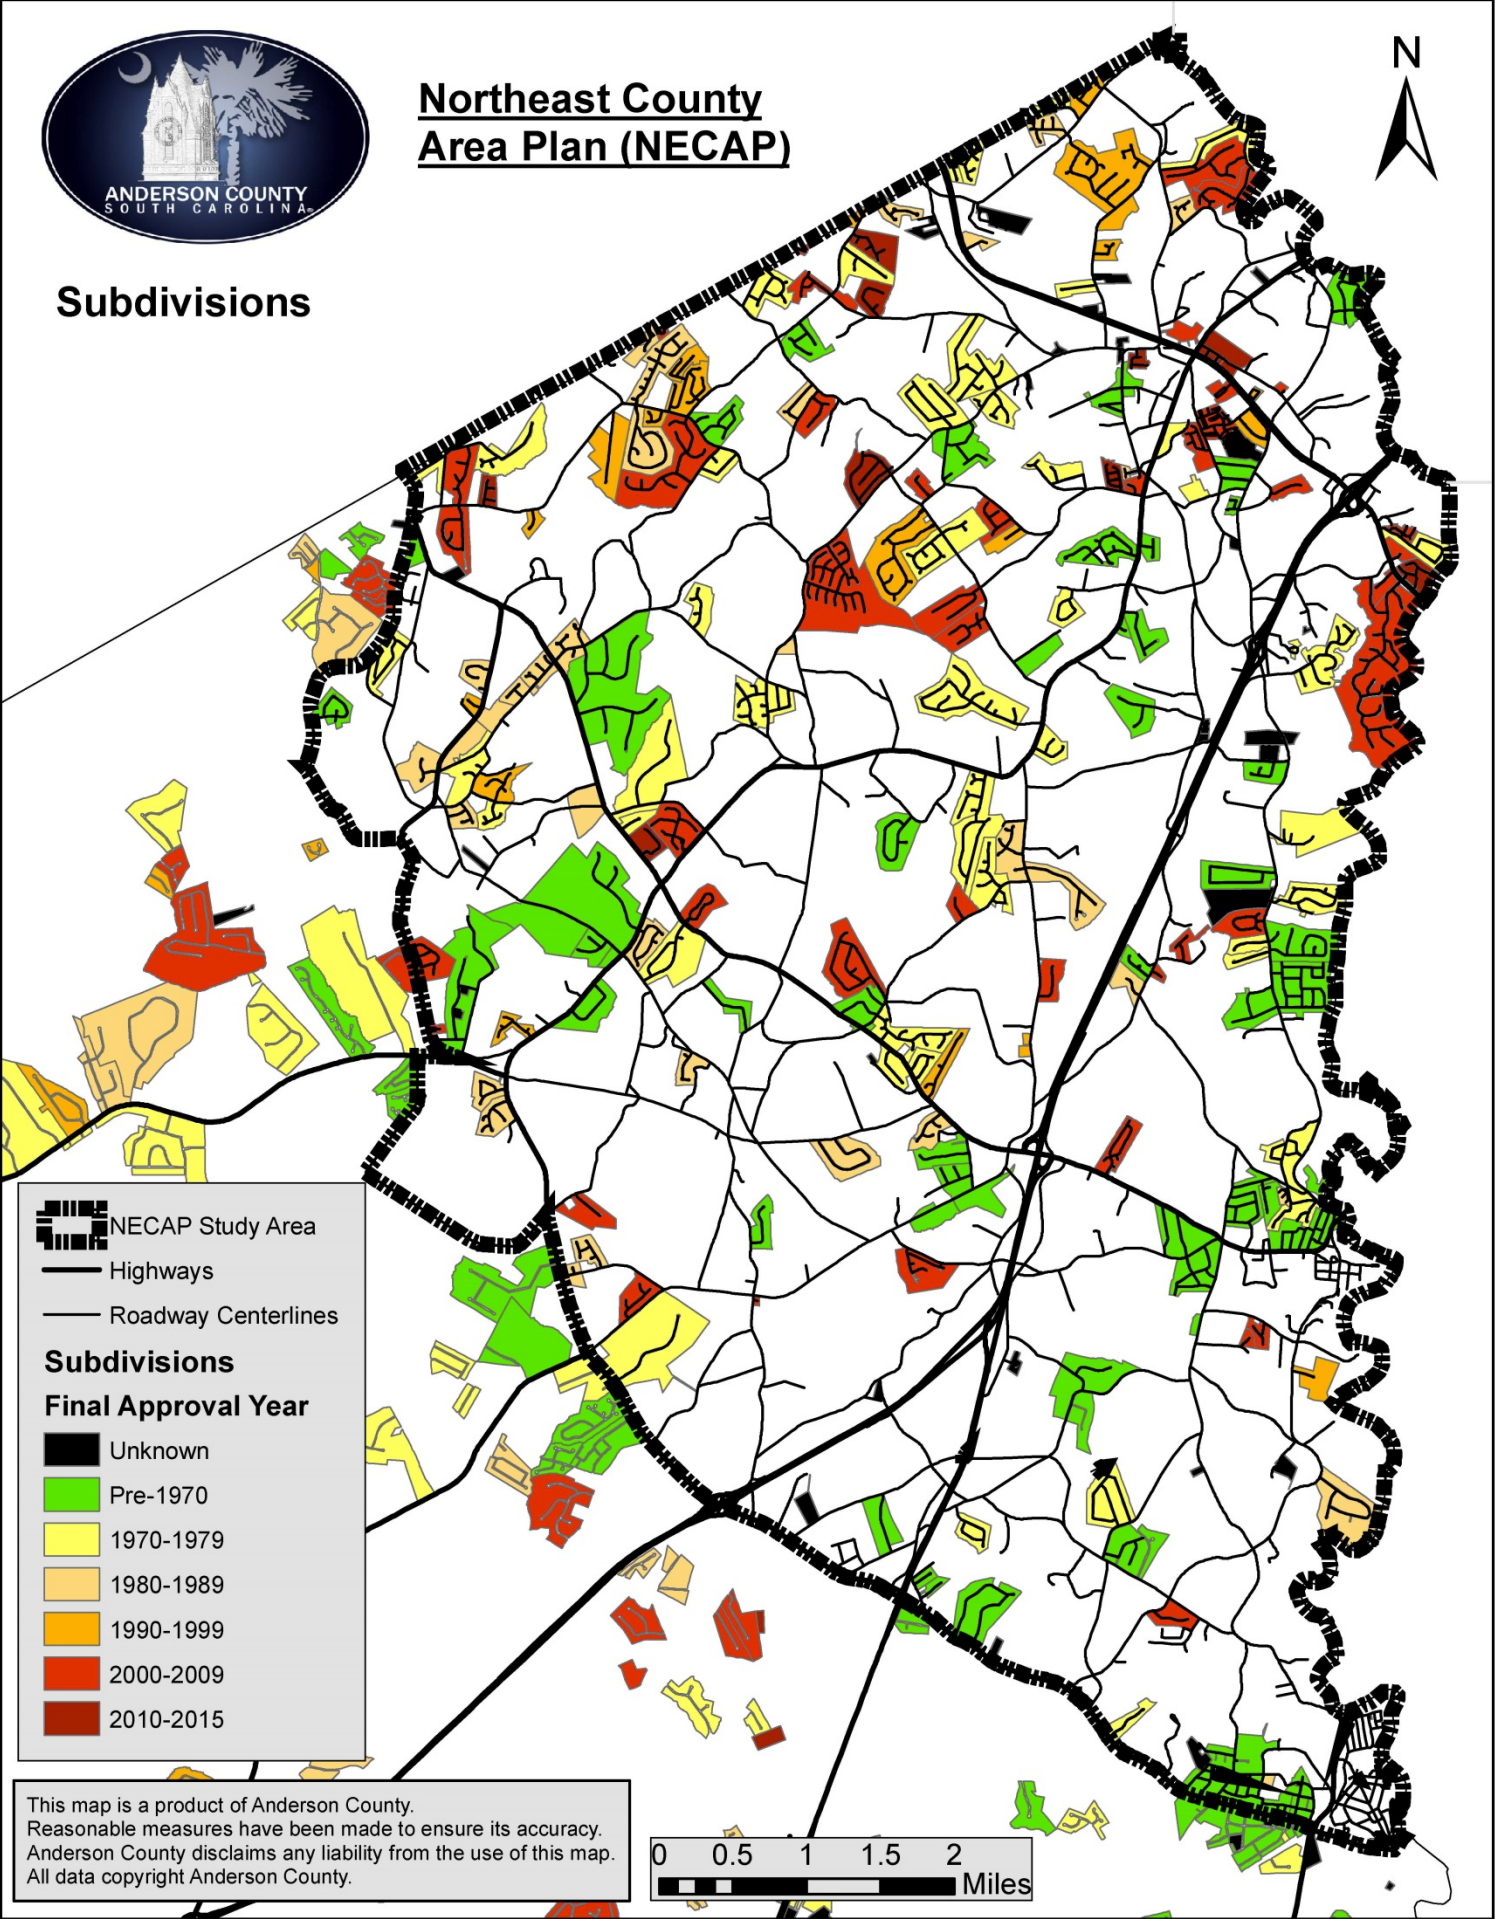 ANDERSON COUNTY
SOUTH CAROLINA
Northeast County
Area Plan (NECAP)
N
Subdivisions
NECAP Study Area
Highways
Roadway Centerlines
Subdivisions
Final Approval Year
Unknown
Pre-1970
1970-1979
1980-1989
1990-1999
2000-2009
2010-2015
This map is a product of Anderson County.
Reasonable measures have been made to ensure its accuracy.
Anderson County disclaims any liability from the use of this map.
All data copyright Anderson County.
0 0.5 1 1.5 2
Miles